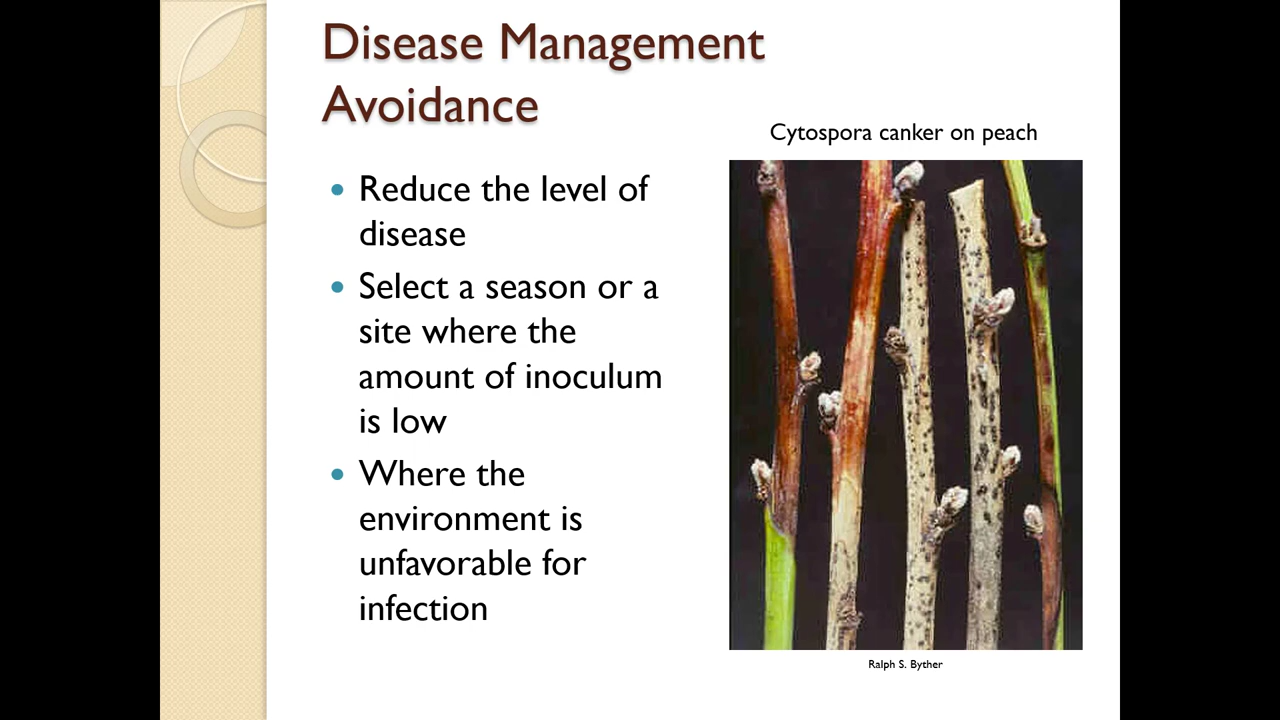 Disease Management
Avoidance
Cytospora canker on peach
Reduce the level of
disease
Select a season or a
site where the
amount of inoculum
is low
Where the
environment is
unfavorable for
infection
Ralph S. Byther